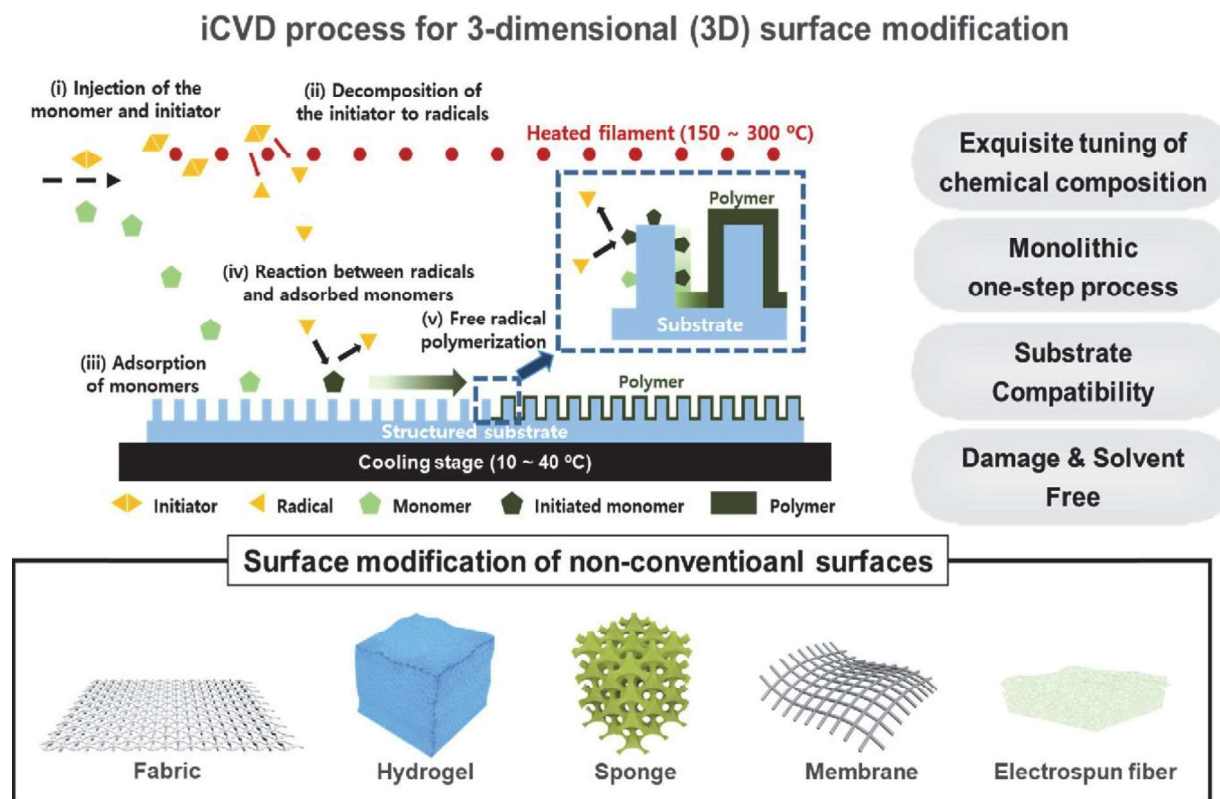 iCVD process for 3-dimensional (3D) surface modification
(i) Injection of the
monomer and initiator
(ii) Decomposition of
the initiator to radicals
Heated filament (150 ~ 300 ºC)
Polymer
Substrate
(iv) Reaction between radicals
and adsorbed monomers
(v) Free radical
polymerization
(iii) Adsorption
of monomers
Polymer
Structured substrate
Cooling stage (10 ~ 40 ºC)
Initiator
Radical
Monomer
Initiated monomer
Polymer
Exquisite tuning of
chemical composition
Monolithic
one-step process
Substrate
Compatibility
Damage & Solvent
Free
Surface modification of non-conventioanl surfaces
Fabric
Hydrogel
Sponge
Membrane
Electrospun fiber